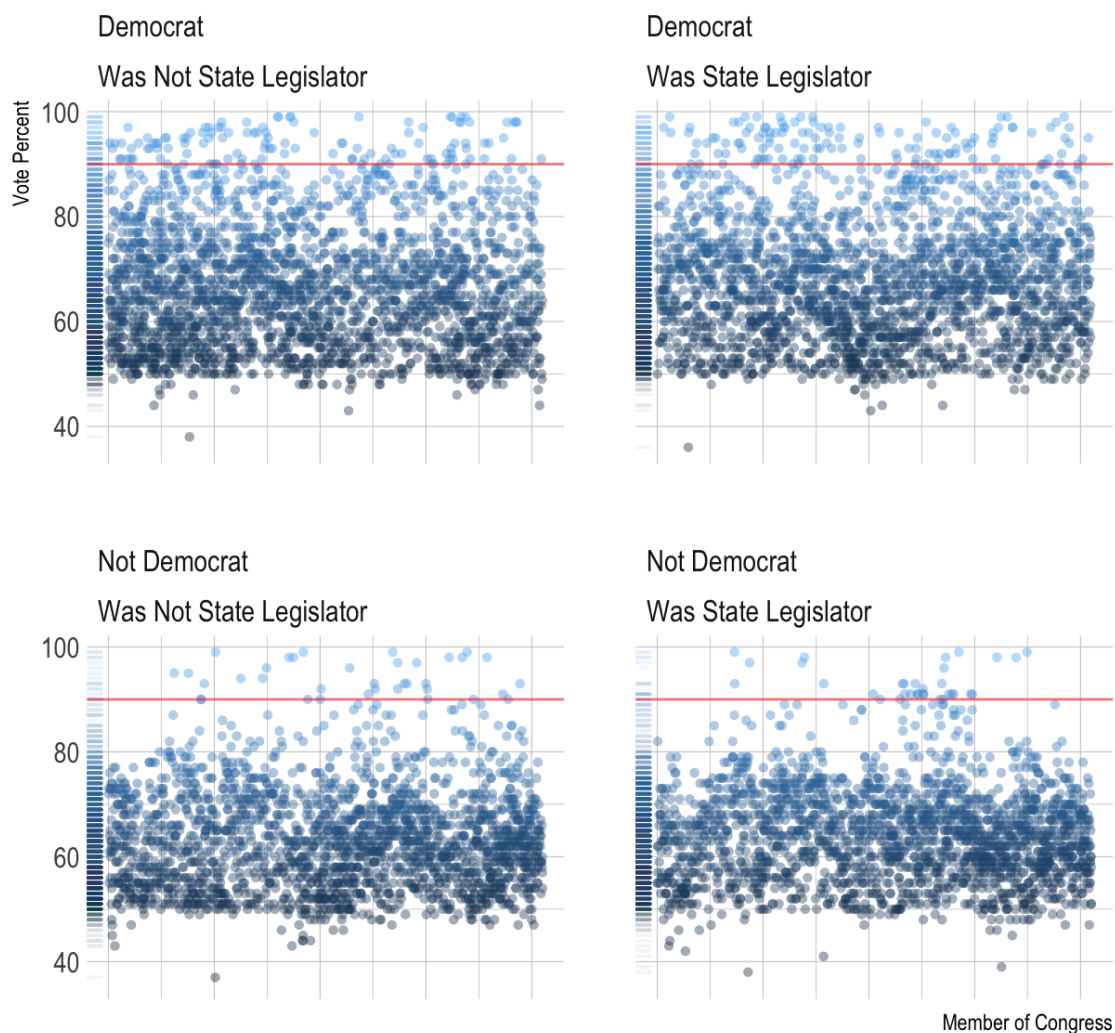 Democrat
Was Not State Legislator
Democrat
Was State Legislator
Vote Percent
100
80
60
40
Not Democrat
Was Not State Legislator
Not Democrat
Was State Legislator
100
80
60
40
Member of Congress